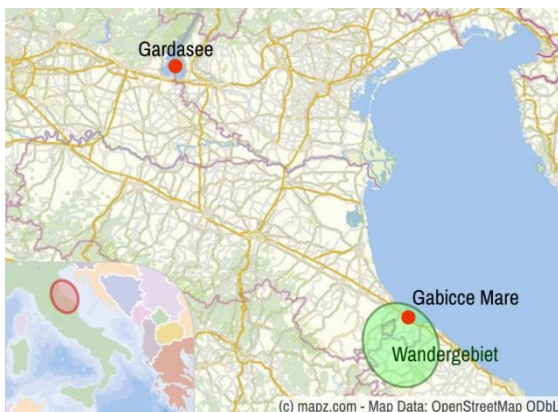 Gardasee
Gabicce Mare
Wandergebiet
(c) mapz.com - Map Data: OpenStreetMap ODbL